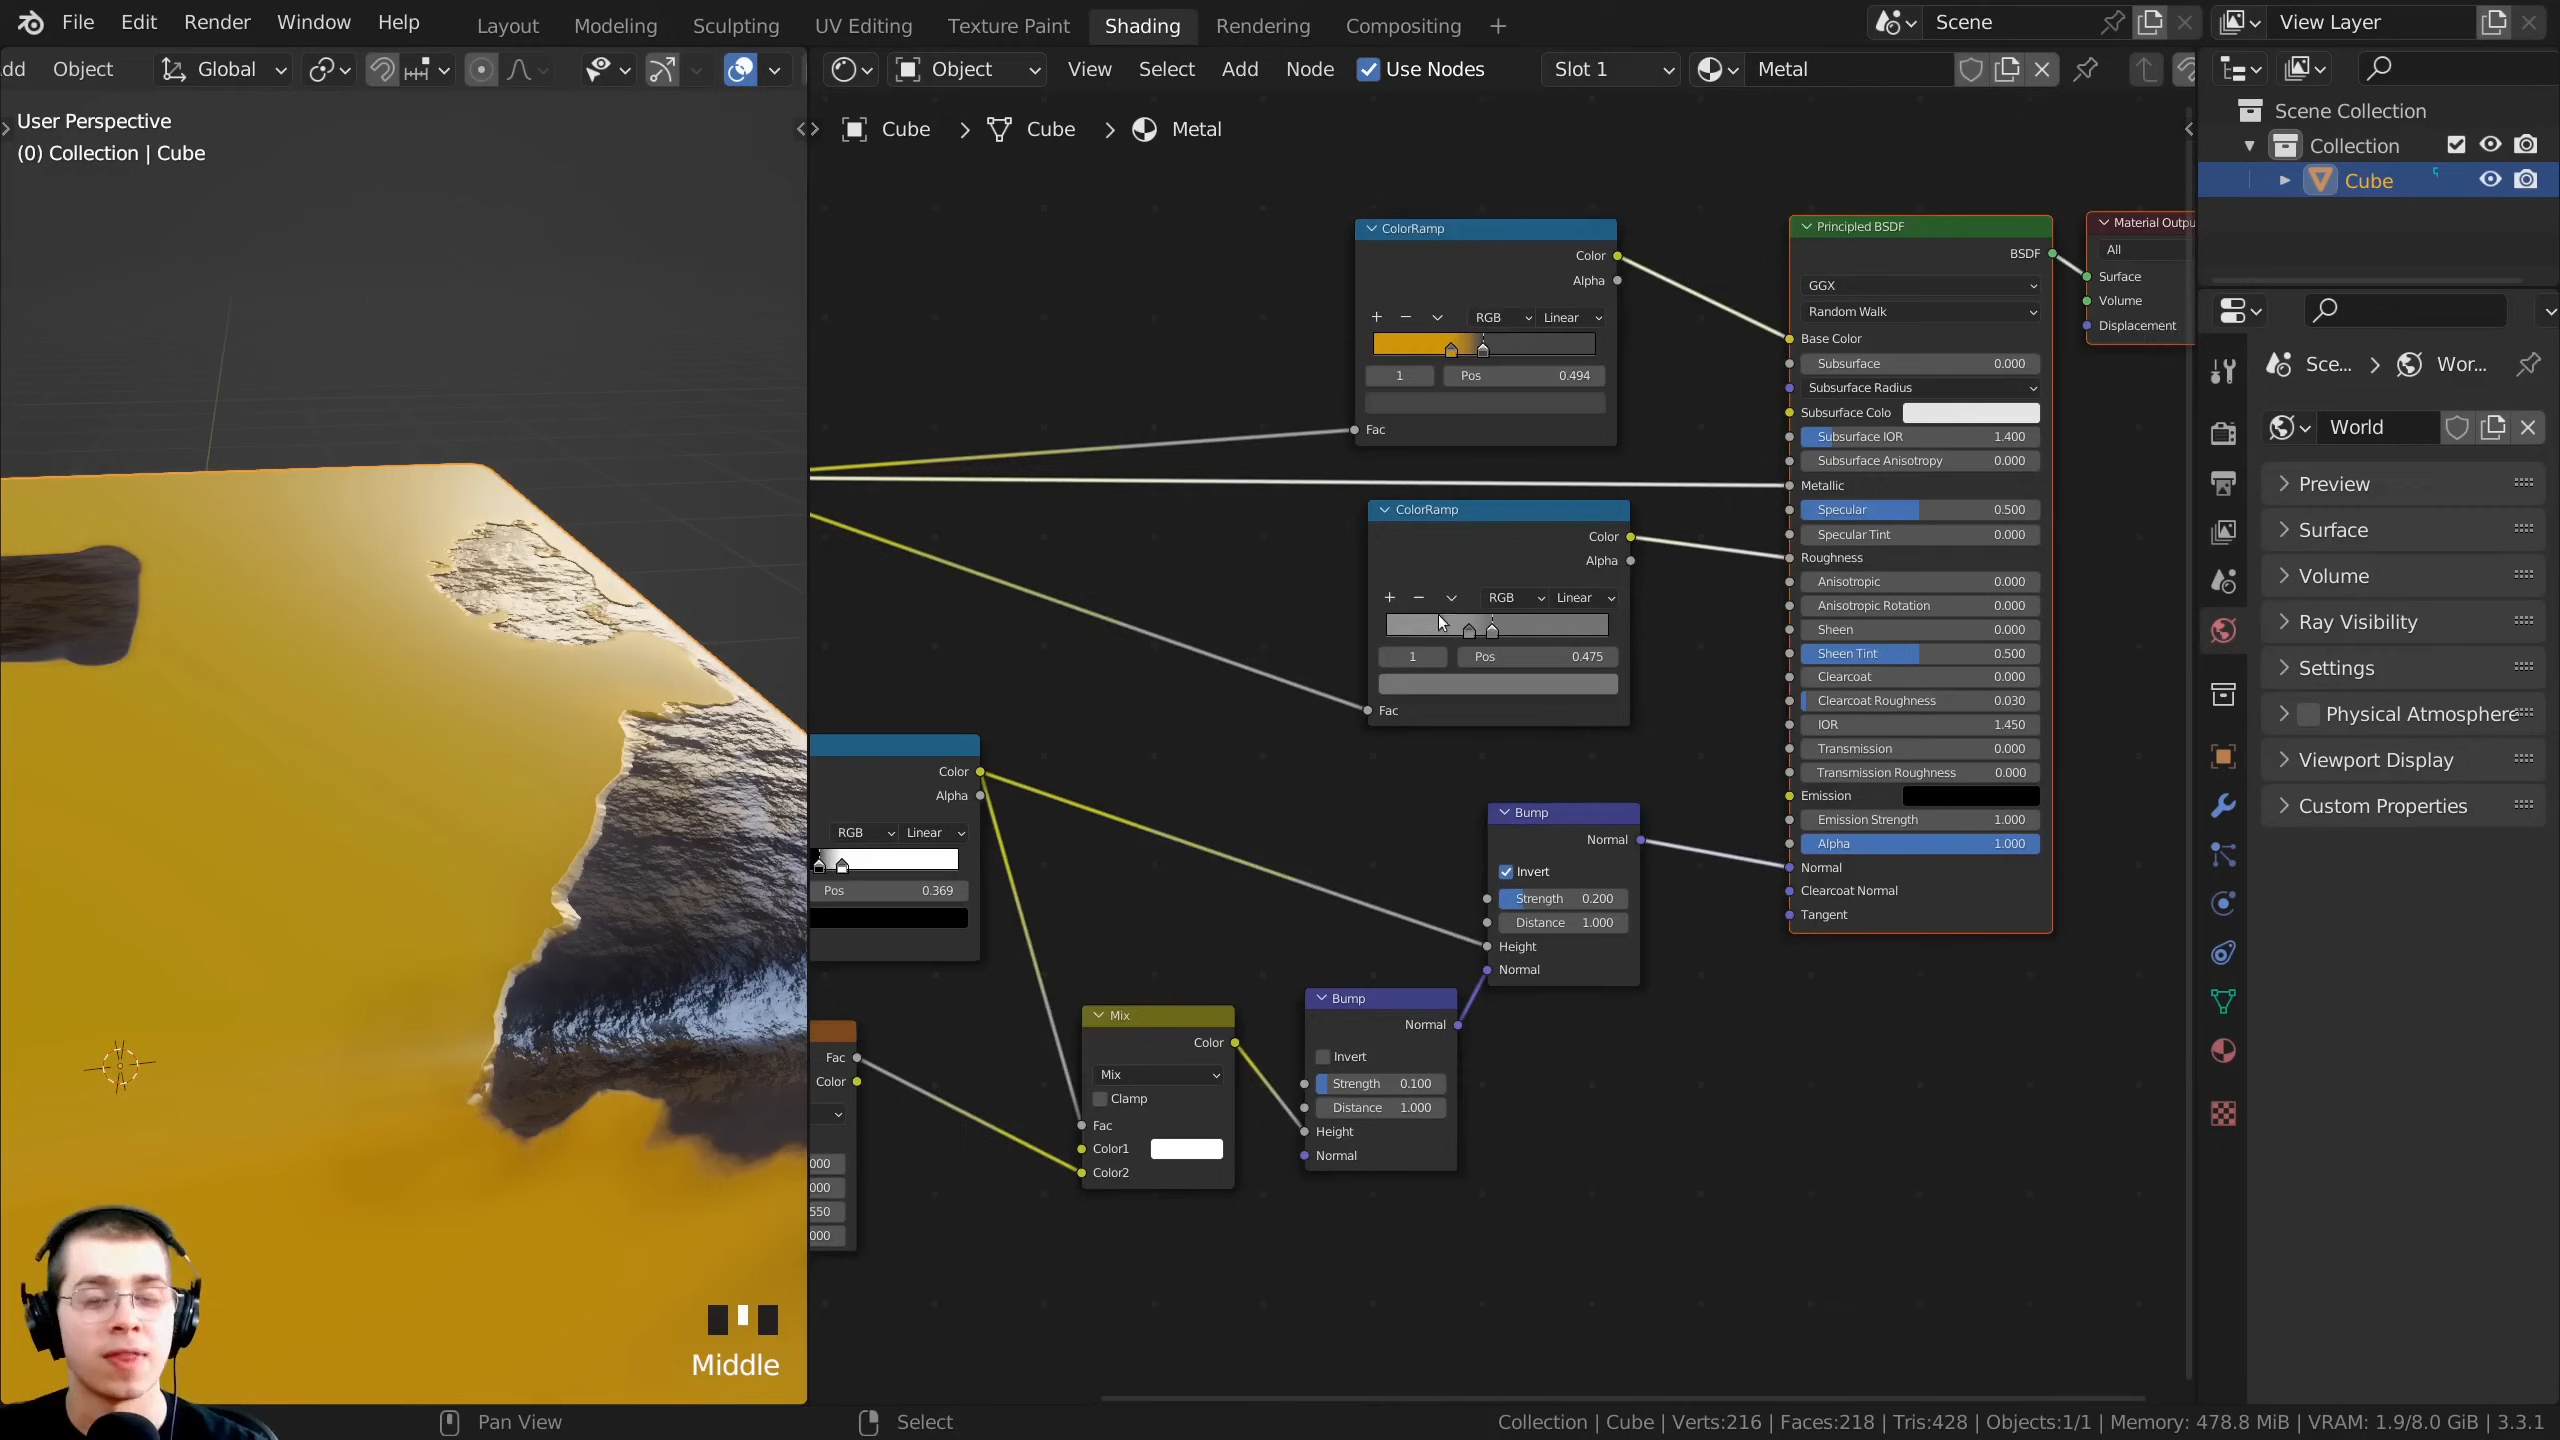 File Edit Render Window Help Layout Modeling Sculpting UV Editing Texture Paint Shading Rendering Compositing + Scene View Layer
dd Object Global Object View Select Add Node Use Nodes Slot 1 Metal
User Perspective
(0) Collection | Cube
Cube > Cube > Metal
Scene Collection
Collection
Cube
ColorRamp
Color
Alpha
RGB Linear
1 Pos 0.494
Fac
ColorRamp
Color
Alpha
RGB Linear
1 Pos 0.475
Fac
Principled BSDF
BSDF
GGX
Random Walk
Base Color
Subsurface 0.000
Subsurface Radius
Subsurface Colo
Subsurface IOR 1.400
Subsurface Anisotropy 0.000
Metallic
Specular 0.500
Specular Tint 0.000
Roughness
Anisotropic 0.000
Anisotropic Rotation 0.000
Sheen 0.000
Sheen Tint 0.500
Clearcoat 0.000
Clearcoat Roughness 0.030
IOR 1.450
Transmission 0.000
Transmission Roughness 0.000
Emission
Emission Strength 1.000
Alpha 1.000
Normal
Clearcoat Normal
Tangent
Material Outpu
All
Surface
Volume
Displacement
Color
Alpha
RGB Linear
Pos 0.369
Fac
Color
000
000
550
000
Mix
Color
Mix
Clamp
Fac
Color1
Color2
Bump
Normal
Invert
Strength 0.100
Distance 1.000
Height
Normal
Bump
Normal
Invert
Strength 0.200
Distance 1.000
Height
Normal
Sce... > Wor...
World
Preview
Surface
Volume
Ray Visibility
Settings
Physical Atmosphere
Viewport Display
Custom Properties
Middle
Pan View Select Collection | Cube | Verts:216 | Faces:218 | Tris:428 | Objects:1/1 | Memory: 478.8 MiB | VRAM: 1.9/8.0 GiB | 3.3.1